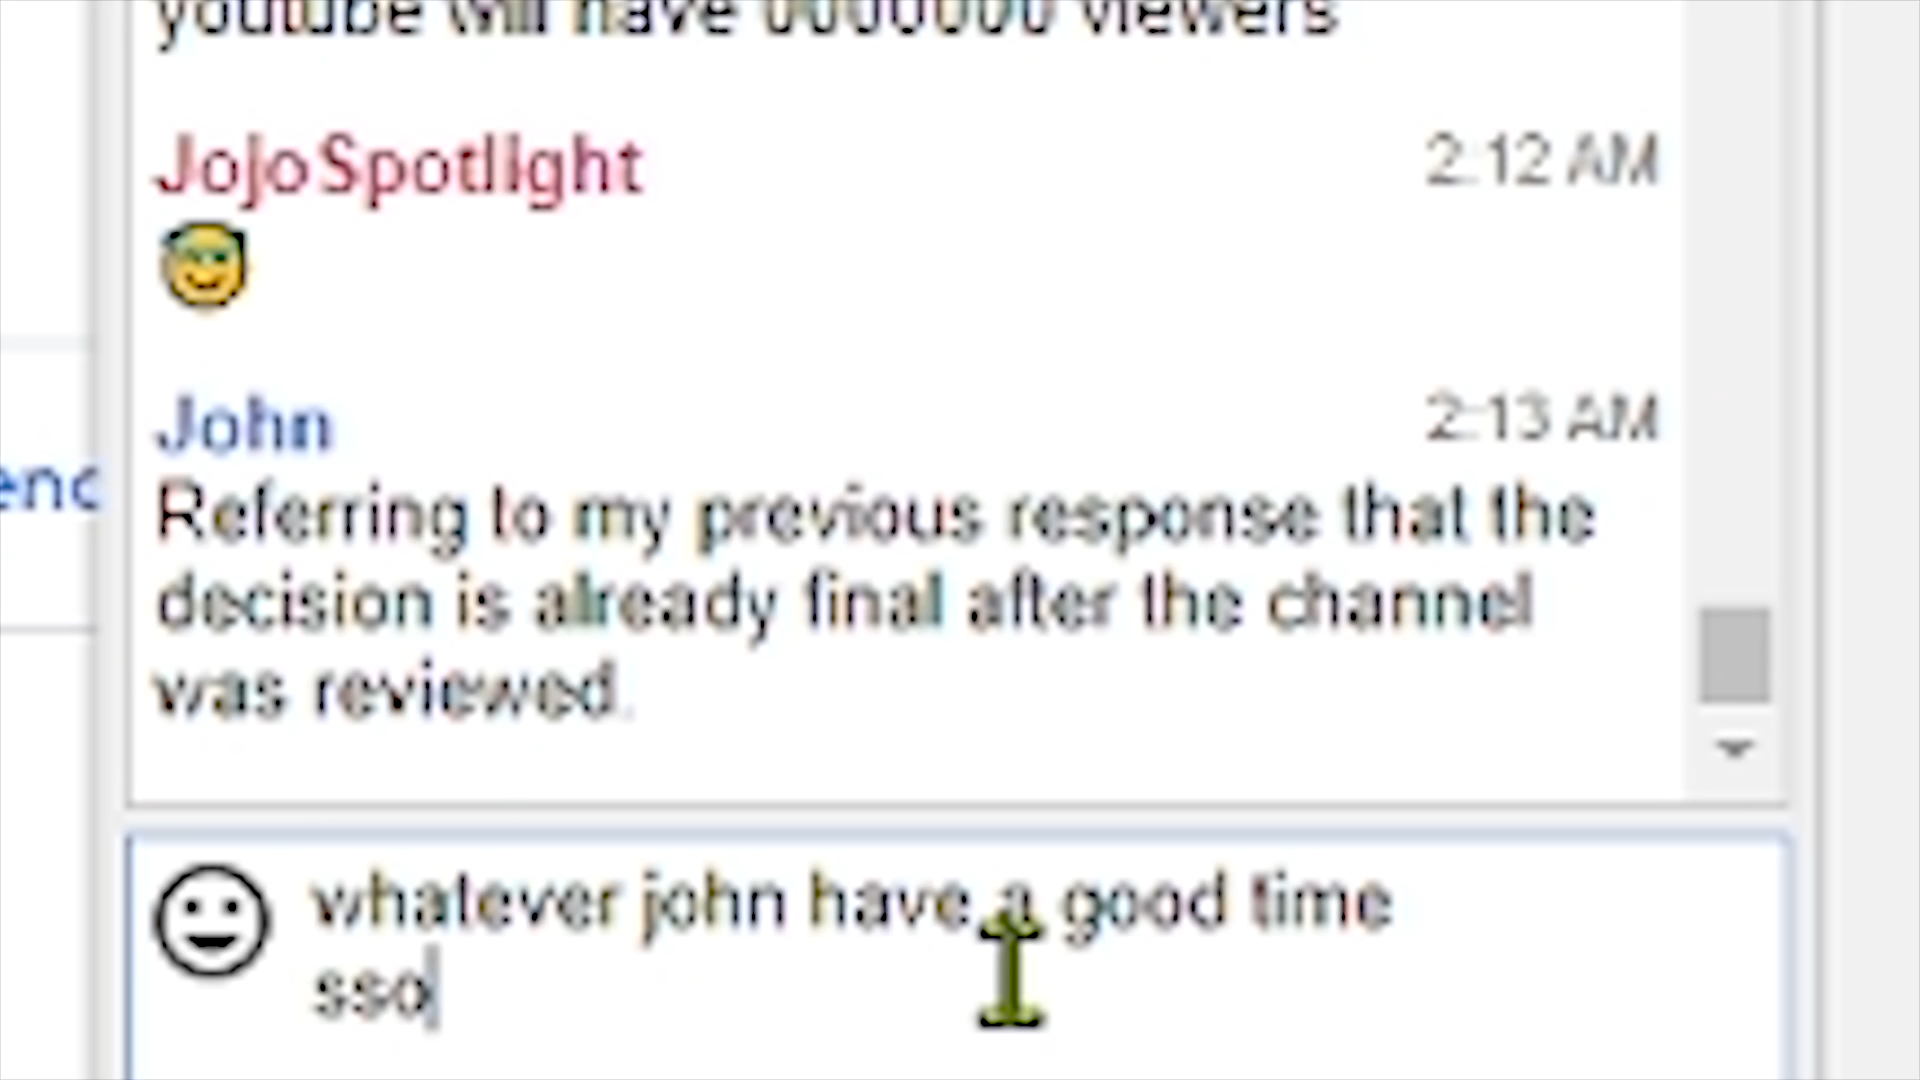 youtube will have 0000000 viewers
JojoSpotlight 2:12 AM
John 2:13 AM
Referring to my previous response that the
decision is already final after the channel
was reviewed.
whatever john have a good time
sso